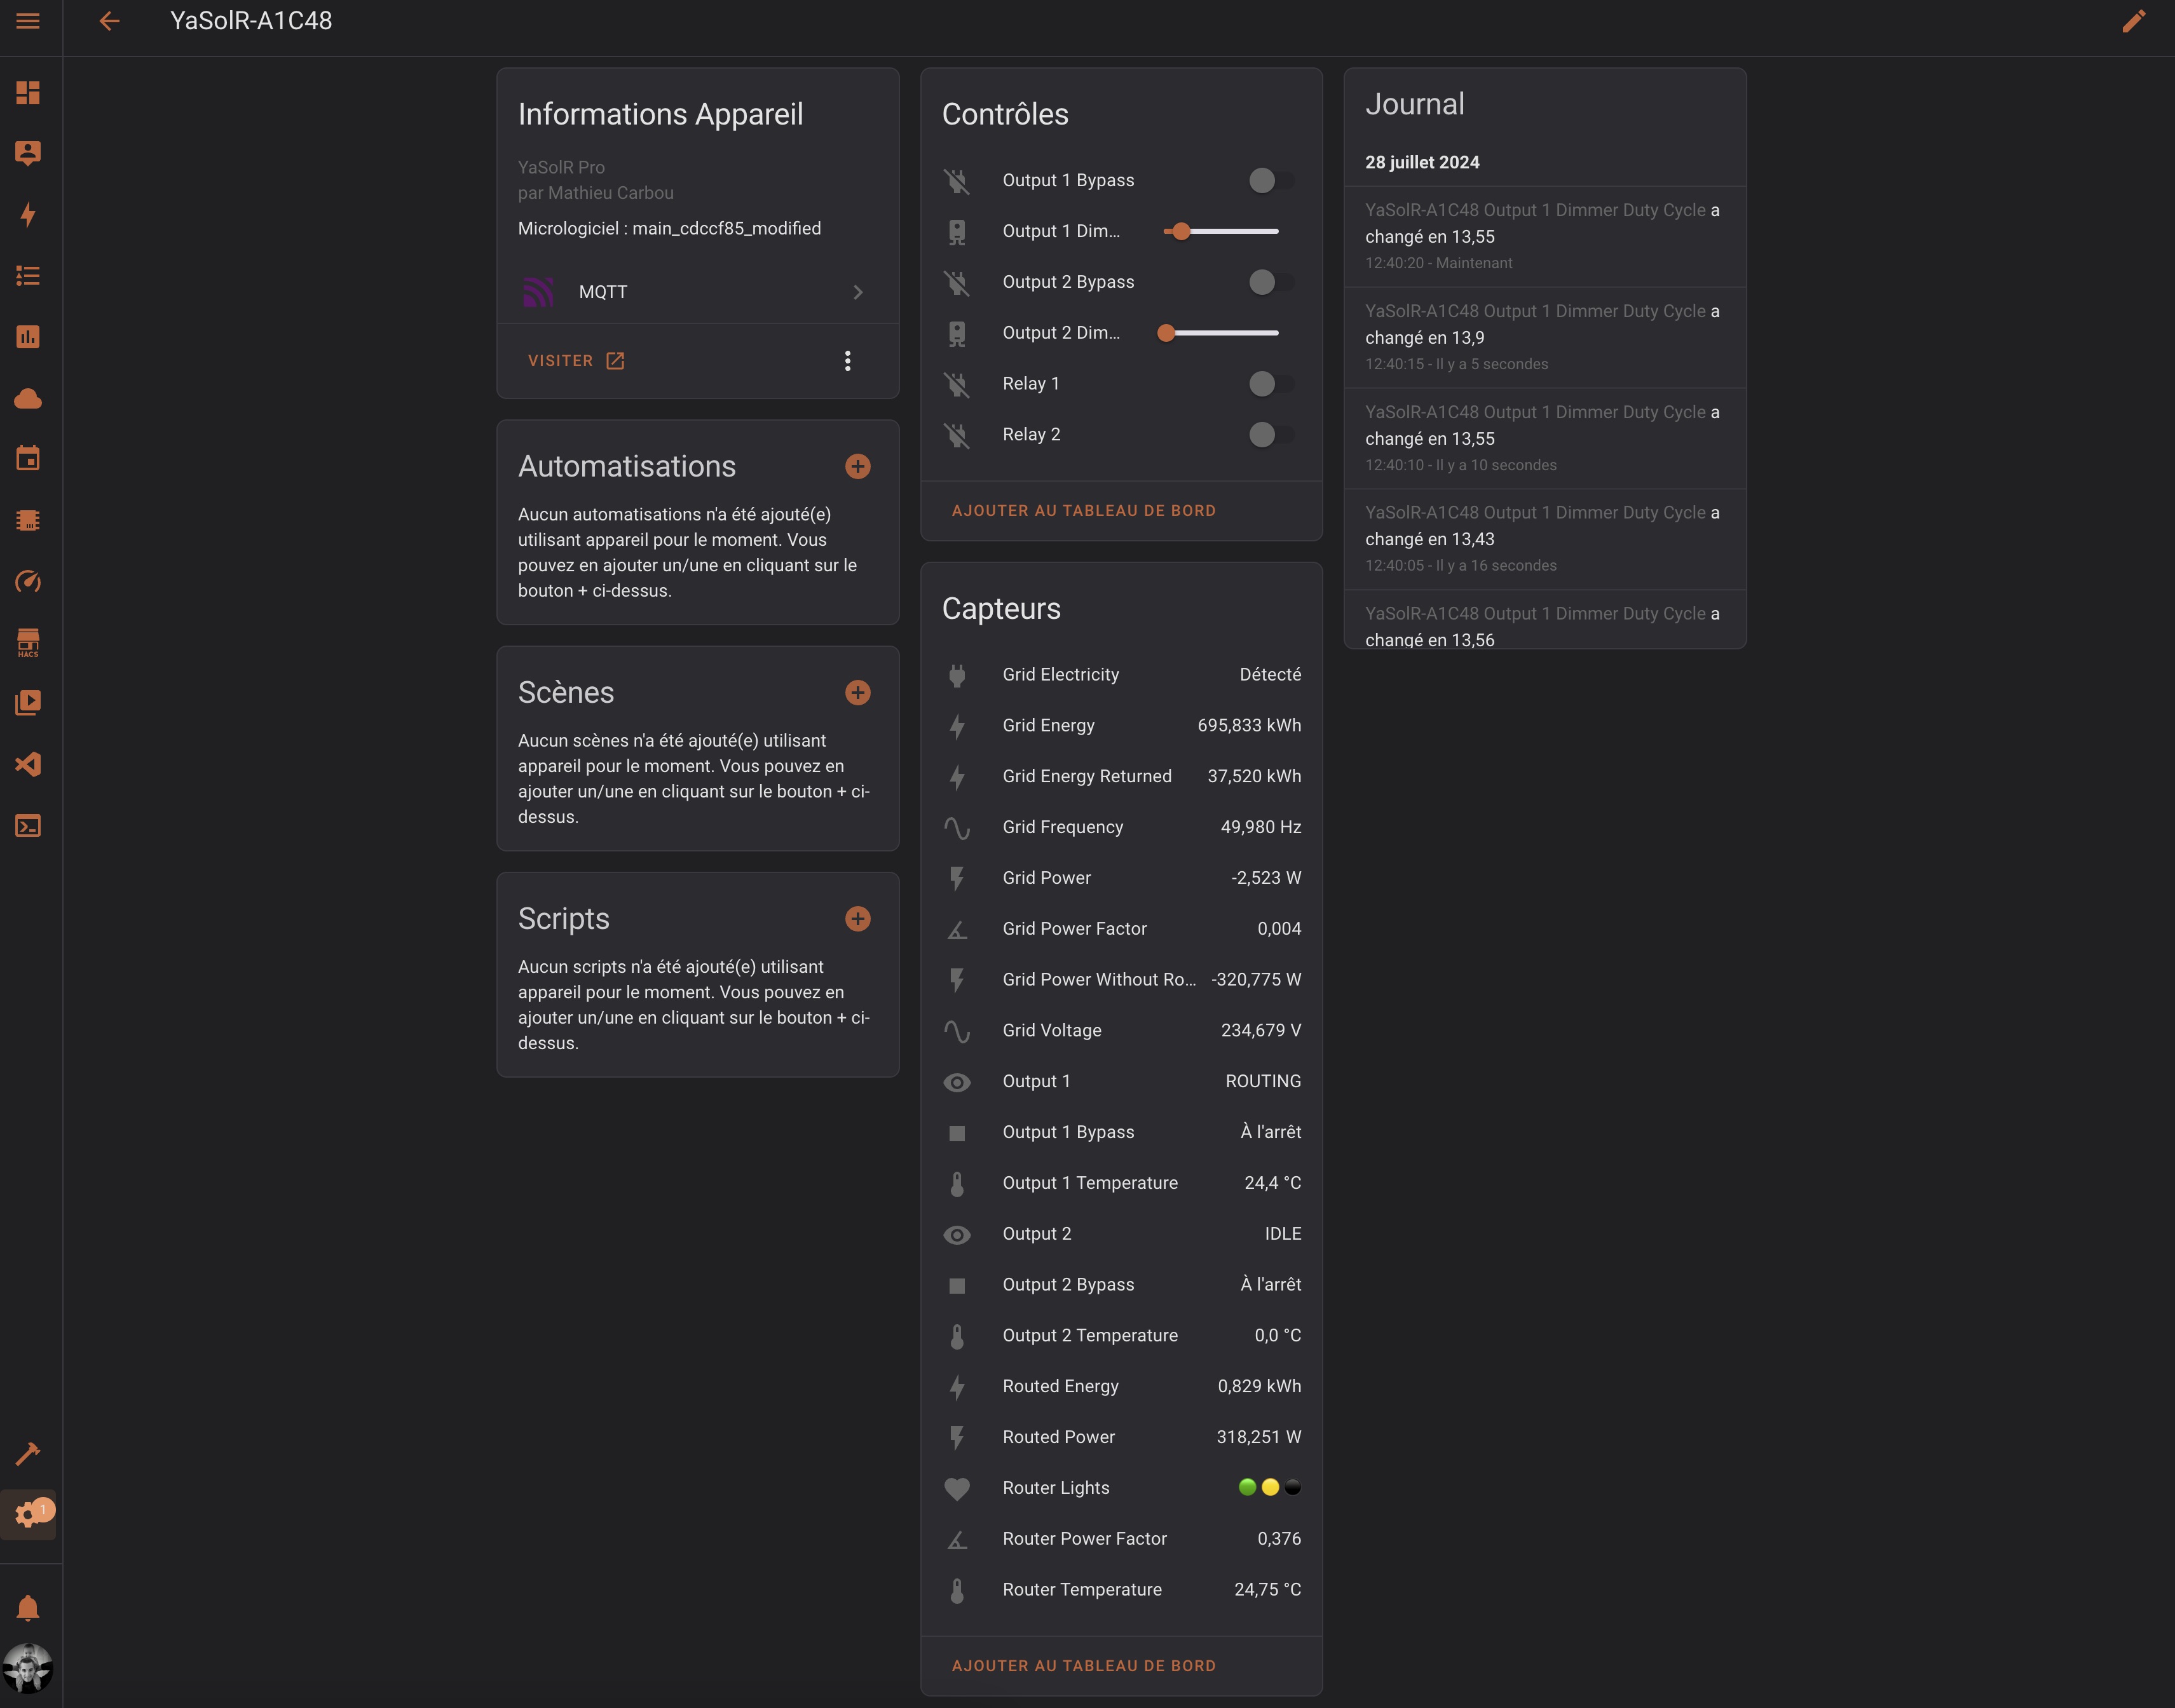 YaSolR-A1C48
HACS
1
Informations Appareil
YaSolR Pro
par Mathieu Carbou
Micrologiciel : main_cdccf85_modified
MQTT
VISITER
Automatisations
Aucun automatisations n'a été ajouté(e)
utilisant appareil pour le moment. Vous
pouvez en ajouter un/une en cliquant sur le
bouton + ci-dessus.
Scènes
Aucun scènes n'a été ajouté(e) utilisant
appareil pour le moment. Vous pouvez en
ajouter un/une en cliquant sur le bouton + ci-
dessus.
Scripts
Aucun scripts n'a été ajouté(e) utilisant
appareil pour le moment. Vous pouvez en
ajouter un/une en cliquant sur le bouton + ci-
dessus.
Contrôles
Output 1 Bypass
Output 1 Dim…
Output 2 Bypass
Output 2 Dim…
Relay 1
Relay 2
AJOUTER AU TABLEAU DE BORD
Capteurs
Grid Electricity Détecté
Grid Energy 695,833 kWh
Grid Energy Returned 37,520 kWh
Grid Frequency 49,980 Hz
Grid Power -2,523 W
Grid Power Factor 0,004
Grid Power Without Ro… -320,775 W
Grid Voltage 234,679 V
Output 1 ROUTING
Output 1 Bypass À l'arrêt
Output 1 Temperature 24,4 °C
Output 2 IDLE
Output 2 Bypass À l'arrêt
Output 2 Temperature 0,0 °C
Routed Energy 0,829 kWh
Routed Power 318,251 W
Router Lights 🟢🟡⚫
Router Power Factor 0,376
Router Temperature 24,75 °C
AJOUTER AU TABLEAU DE BORD
Journal
28 juillet 2024
YaSolR-A1C48 Output 1 Dimmer Duty Cycle a
changé en 13,55
12:40:20 - Maintenant
YaSolR-A1C48 Output 1 Dimmer Duty Cycle a
changé en 13,9
12:40:15 - Il y a 5 secondes
YaSolR-A1C48 Output 1 Dimmer Duty Cycle a
changé en 13,55
12:40:10 - Il y a 10 secondes
YaSolR-A1C48 Output 1 Dimmer Duty Cycle a
changé en 13,43
12:40:05 - Il y a 16 secondes
YaSolR-A1C48 Output 1 Dimmer Duty Cycle a
changé en 13,56